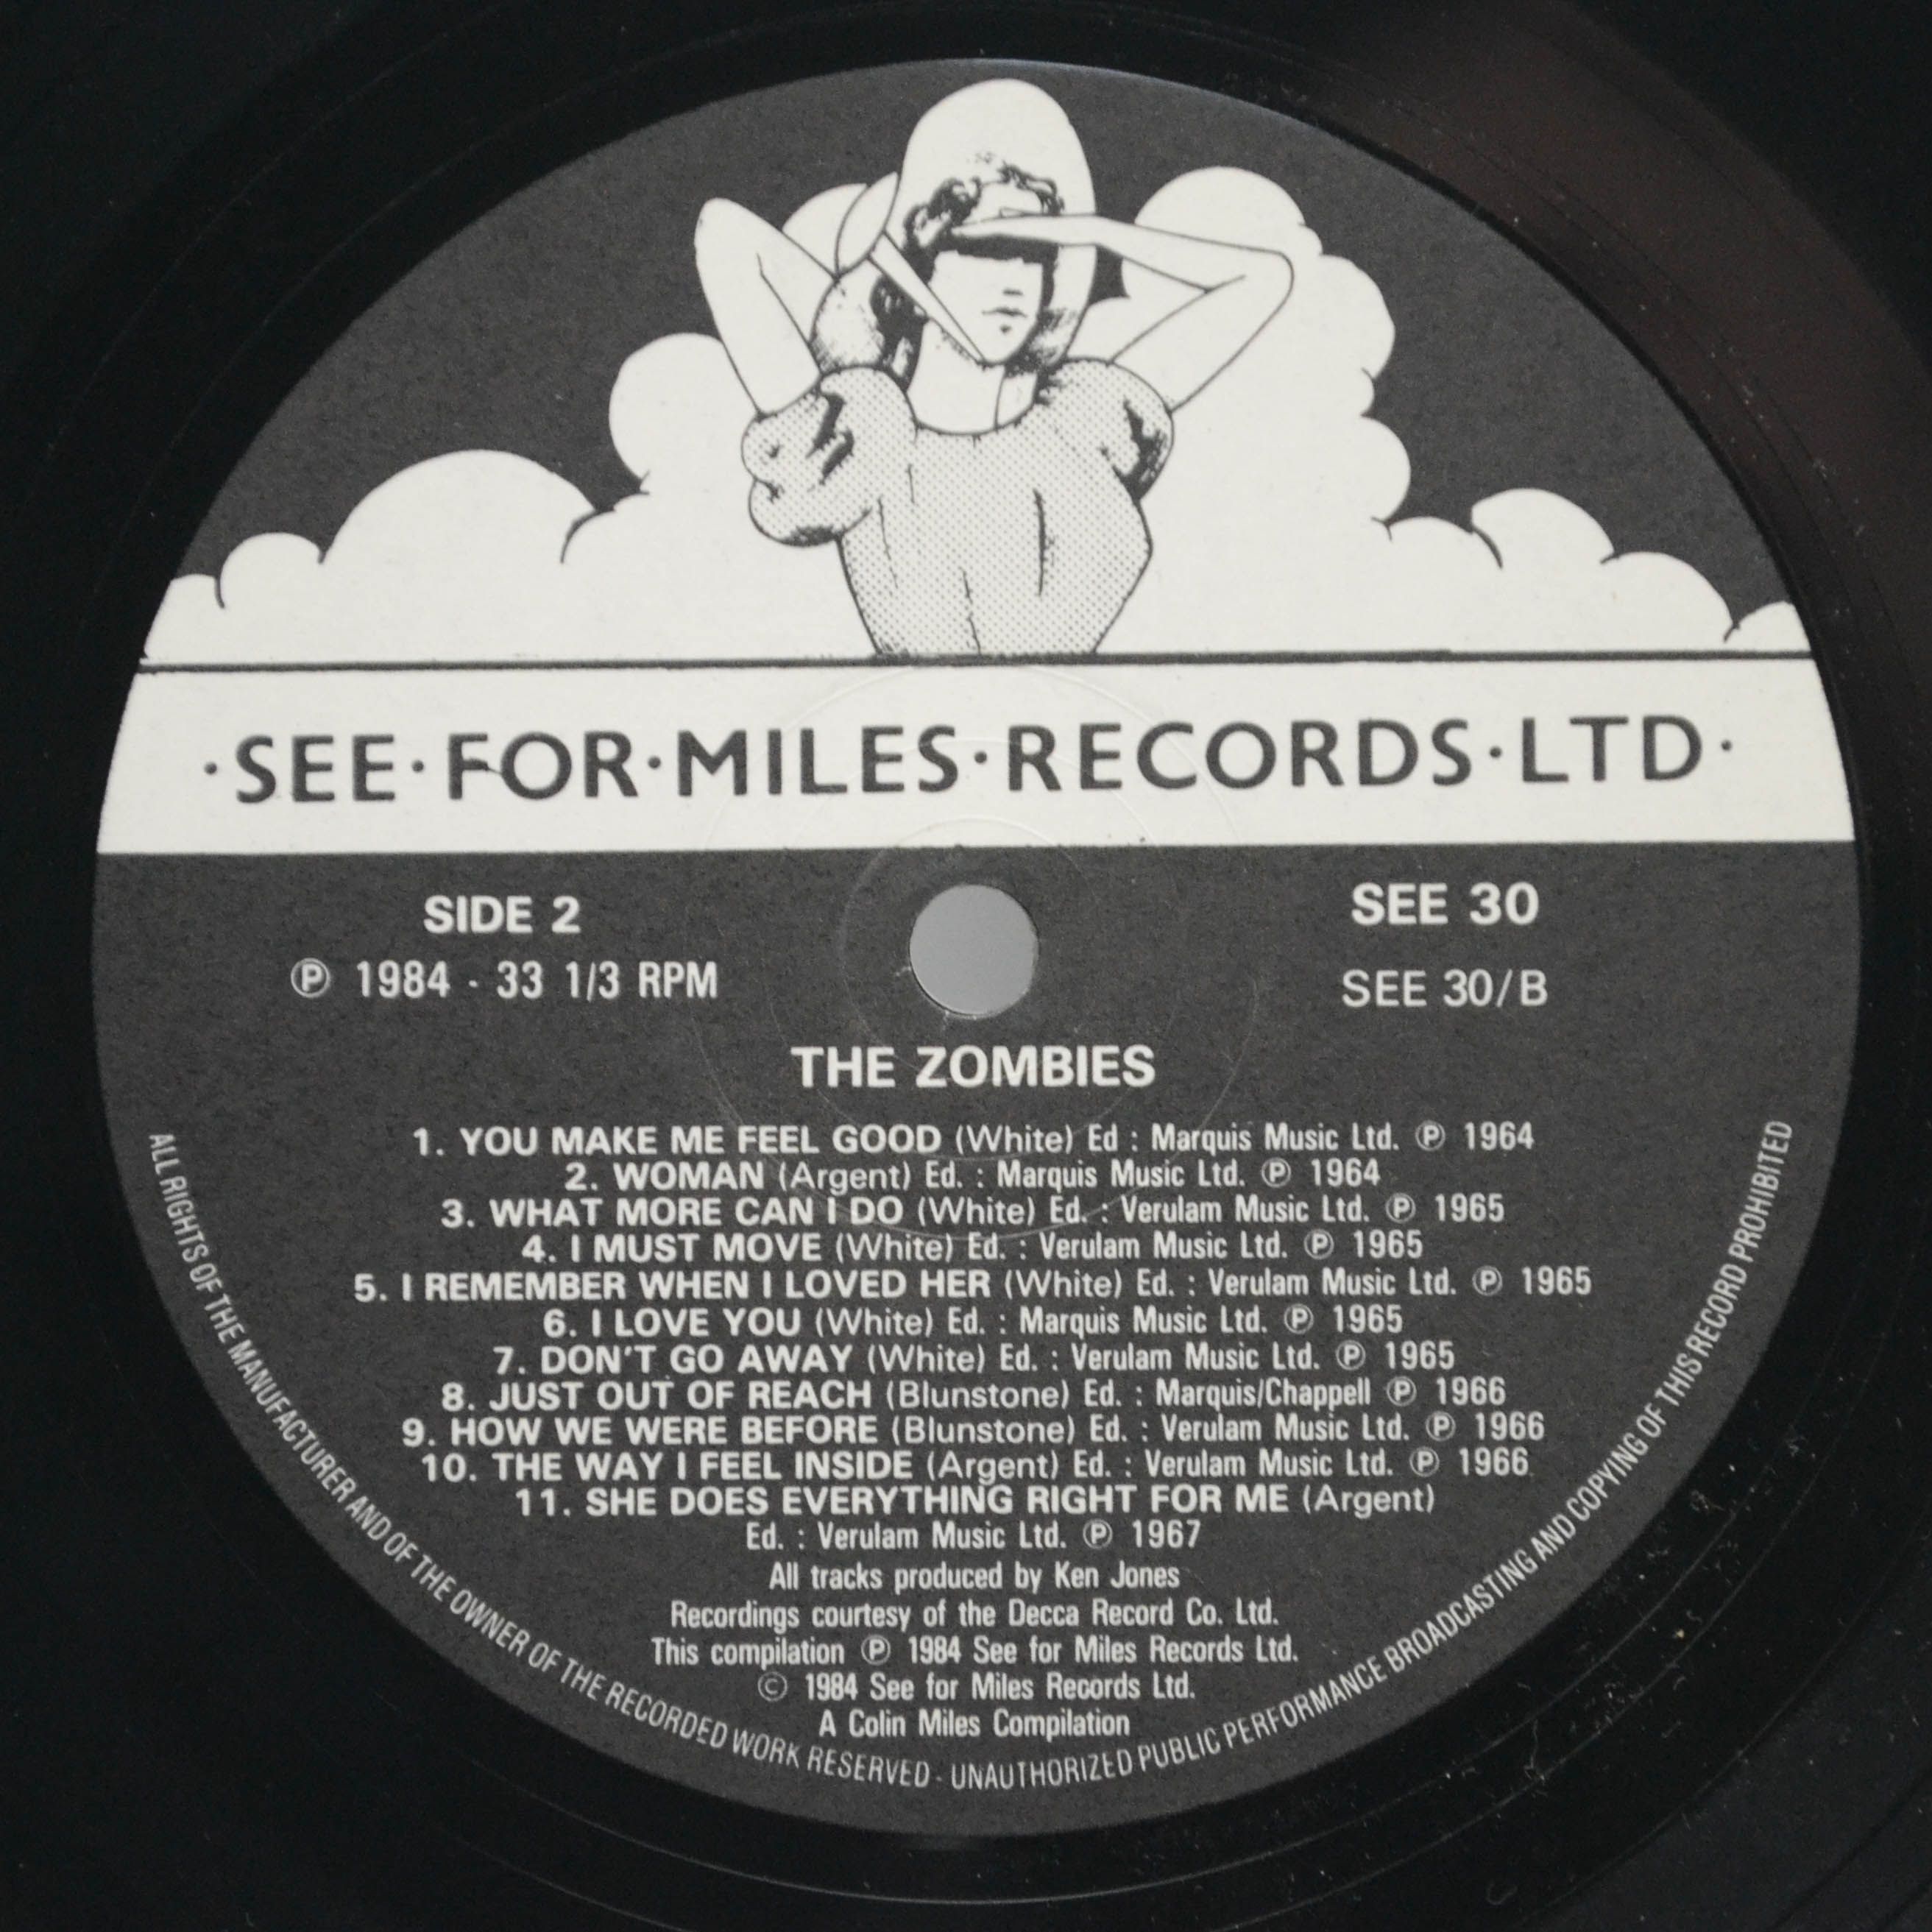 ·SEE·FOR·MILES·RECORDS·LTD·
SIDE 2
SEE 30
Ⓟ 1984 - 33 1/3 RPM
SEE 30/B
THE ZOMBIES
1. YOU MAKE ME FEEL GOOD (White) Ed : Marquis Music Ltd. Ⓟ 1964
2. WOMAN (Argent) Ed. : Marquis Music Ltd. Ⓟ 1964
3. WHAT MORE CAN I DO (White) Ed. : Verulam Music Ltd. Ⓟ 1965
4. I MUST MOVE (White) Ed. : Verulam Music Ltd. Ⓟ 1965
5. I REMEMBER WHEN I LOVED HER (White) Ed. : Verulam Music Ltd. Ⓟ 1965
6. I LOVE YOU (White) Ed. : Marquis Music Ltd. Ⓟ 1965
7. DON'T GO AWAY (White) Ed. : Verulam Music Ltd. Ⓟ 1965
8. JUST OUT OF REACH (Blunstone) Ed. : Marquis/Chappell Ⓟ 1966
9. HOW WE WERE BEFORE (Blunstone) Ed. : Verulam Music Ltd. Ⓟ 1966
10. THE WAY I FEEL INSIDE (Argent) Ed. : Verulam Music Ltd. Ⓟ 1966
11. SHE DOES EVERYTHING RIGHT FOR ME (Argent)
Ed. : Verulam Music Ltd. Ⓟ 1967
All tracks produced by Ken Jones
Recordings courtesy of the Decca Record Co. Ltd.
This compilation Ⓟ 1984 See for Miles Records Ltd.
© 1984 See for Miles Records Ltd.
A Colin Miles Compilation
ALL RIGHTS OF THE MANUFACTURER AND OF THE OWNER OF THE RECORDED WORK RESERVED - UNAUTHORIZED PUBLIC PERFORMANCE BROADCASTING AND COPYING OF THIS RECORD PROHIBITED